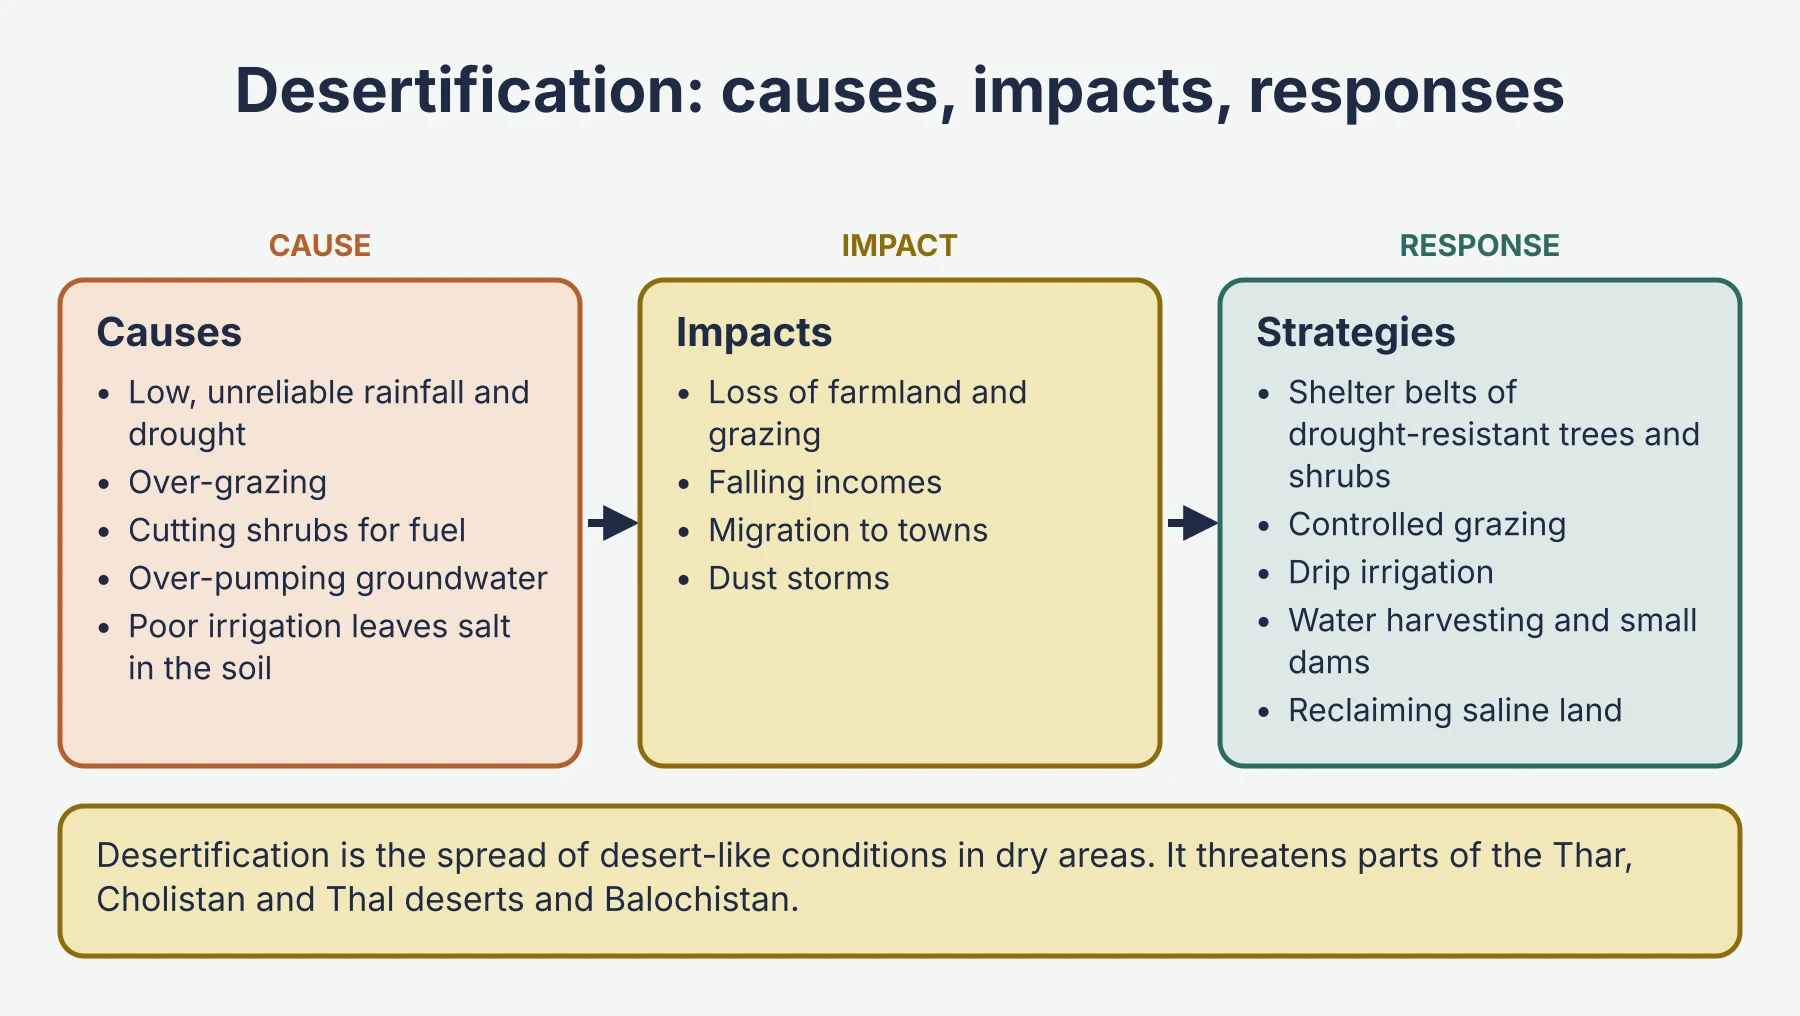 Desertification: causes, impacts, responses
CAUSE
Causes
• Low, unreliable rainfall and
drought
• Over-grazing
• Cutting shrubs for fuel
• Over-pumping groundwater
• Poor irrigation leaves salt
in the soil
IMPACT
Impacts
• Loss of farmland and
grazing
• Falling incomes
• Migration to towns
• Dust storms
RESPONSE
Strategies
• Shelter belts of
drought-resistant trees and
shrubs
• Controlled grazing
• Drip irrigation
• Water harvesting and small
dams
• Reclaiming saline land
Desertification is the spread of desert-like conditions in dry areas. It threatens parts of the Thar,
Cholistan and Thal deserts and Balochistan.